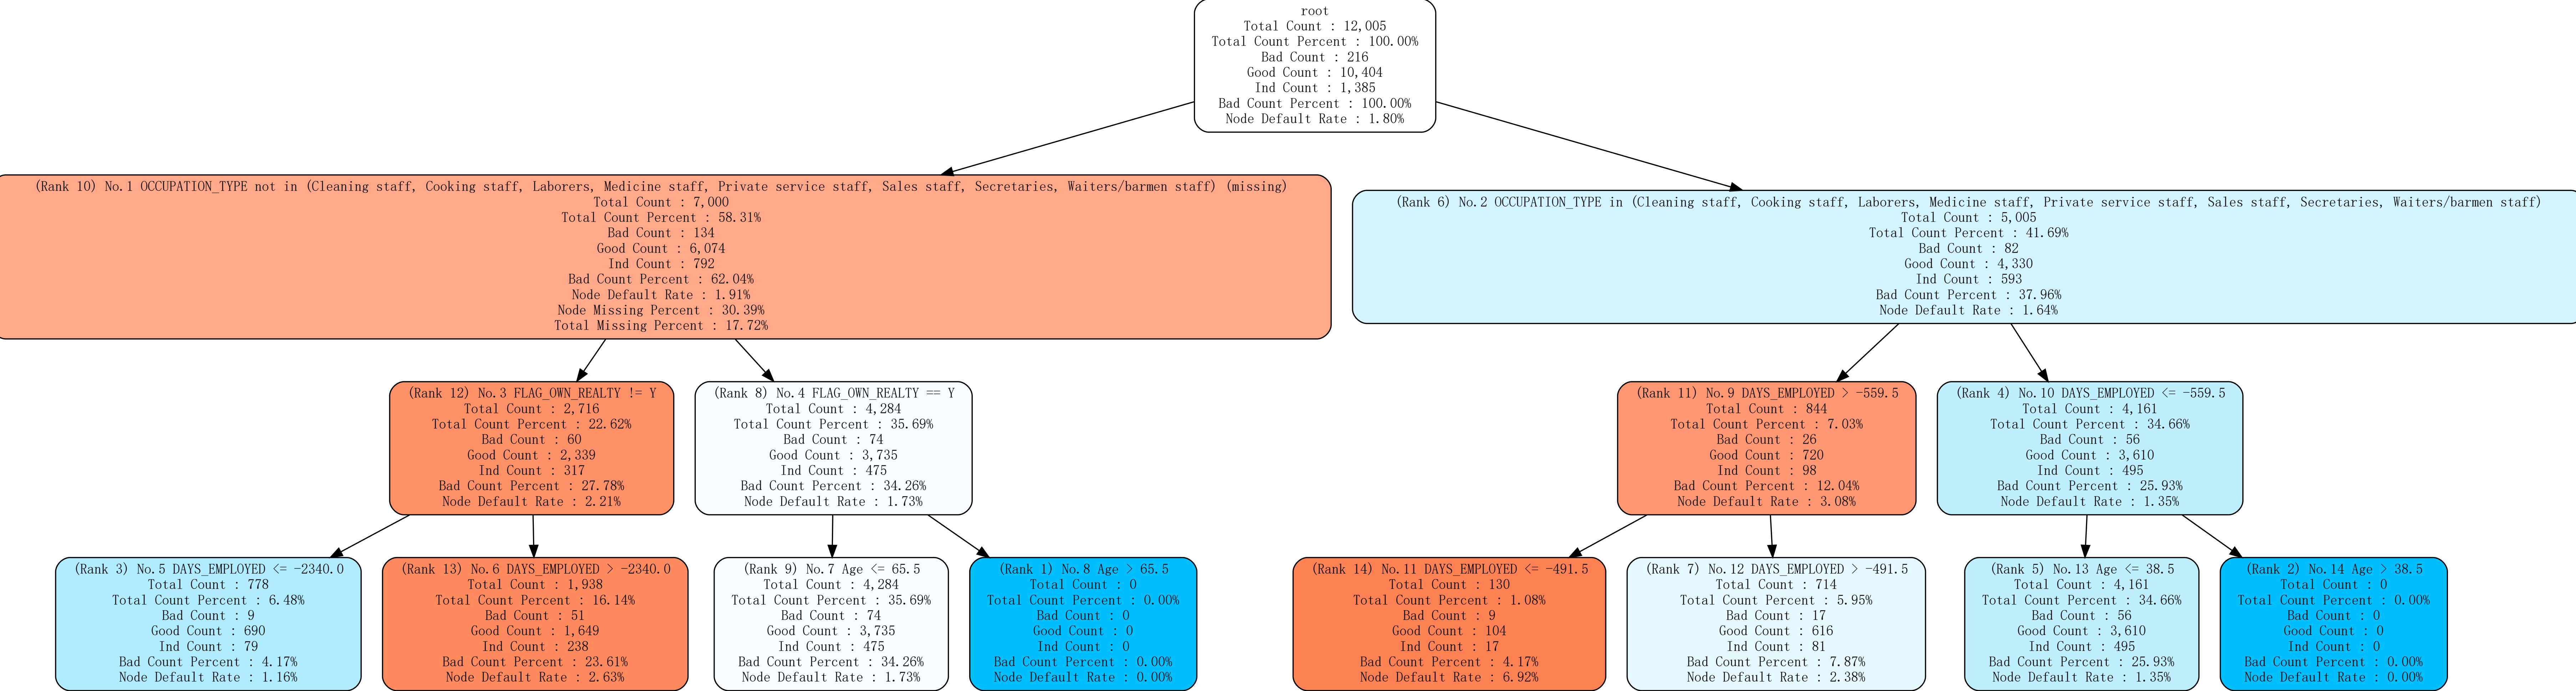 root
Total Count : 12,005
Total Count Percent : 100.00%
Bad Count : 216
Good Count : 10,404
Ind Count : 1,385
Bad Count Percent : 100.00%
Node Default Rate : 1.80%
(Rank 10) No.1 OCCUPATION_TYPE not in (Cleaning staff, Cooking staff, Laborers, Medicine staff, Private service staff, Sales staff, Secretaries, Waiters/barmen staff) (missing)
Total Count : 7,000
Total Count Percent : 58.31%
Bad Count : 134
Good Count : 6,074
Ind Count : 792
Bad Count Percent : 62.04%
Node Default Rate : 1.91%
Node Missing Percent : 30.39%
Total Missing Percent : 17.72%
(Rank 6) No.2 OCCUPATION_TYPE in (Cleaning staff, Cooking staff, Laborers, Medicine staff, Private service staff, Sales staff, Secretaries, Waiters/barmen staff)
Total Count : 5,005
Total Count Percent : 41.69%
Bad Count : 82
Good Count : 4,330
Ind Count : 593
Bad Count Percent : 37.96%
Node Default Rate : 1.64%
(Rank 12) No.3 FLAG_OWN_REALTY != Y
Total Count : 2,716
Total Count Percent : 22.62%
Bad Count : 60
Good Count : 2,339
Ind Count : 317
Bad Count Percent : 27.78%
Node Default Rate : 2.21%
(Rank 8) No.4 FLAG_OWN_REALTY == Y
Total Count : 4,284
Total Count Percent : 35.69%
Bad Count : 74
Good Count : 3,735
Ind Count : 475
Bad Count Percent : 34.26%
Node Default Rate : 1.73%
(Rank 11) No.9 DAYS_EMPLOYED > -559.5
Total Count : 844
Total Count Percent : 7.03%
Bad Count : 26
Good Count : 720
Ind Count : 98
Bad Count Percent : 12.04%
Node Default Rate : 3.08%
(Rank 4) No.10 DAYS_EMPLOYED <= -559.5
Total Count : 4,161
Total Count Percent : 34.66%
Bad Count : 56
Good Count : 3,610
Ind Count : 495
Bad Count Percent : 25.93%
Node Default Rate : 1.35%
(Rank 3) No.5 DAYS_EMPLOYED <= -2340.0
Total Count : 778
Total Count Percent : 6.48%
Bad Count : 9
Good Count : 690
Ind Count : 79
Bad Count Percent : 4.17%
Node Default Rate : 1.16%
(Rank 13) No.6 DAYS_EMPLOYED > -2340.0
Total Count : 1,938
Total Count Percent : 16.14%
Bad Count : 51
Good Count : 1,649
Ind Count : 238
Bad Count Percent : 23.61%
Node Default Rate : 2.63%
(Rank 9) No.7 Age <= 65.5
Total Count : 4,284
Total Count Percent : 35.69%
Bad Count : 74
Good Count : 3,735
Ind Count : 475
Bad Count Percent : 34.26%
Node Default Rate : 1.73%
(Rank 1) No.8 Age > 65.5
Total Count : 0
Total Count Percent : 0.00%
Bad Count : 0
Good Count : 0
Ind Count : 0
Bad Count Percent : 0.00%
Node Default Rate : 0.00%
(Rank 14) No.11 DAYS_EMPLOYED <= -491.5
Total Count : 130
Total Count Percent : 1.08%
Bad Count : 9
Good Count : 104
Ind Count : 17
Bad Count Percent : 4.17%
Node Default Rate : 6.92%
(Rank 7) No.12 DAYS_EMPLOYED > -491.5
Total Count : 714
Total Count Percent : 5.95%
Bad Count : 17
Good Count : 616
Ind Count : 81
Bad Count Percent : 7.87%
Node Default Rate : 2.38%
(Rank 5) No.13 Age <= 38.5
Total Count : 4,161
Total Count Percent : 34.66%
Bad Count : 56
Good Count : 3,610
Ind Count : 495
Bad Count Percent : 25.93%
Node Default Rate : 1.35%
(Rank 2) No.14 Age > 38.5
Total Count : 0
Total Count Percent : 0.00%
Bad Count : 0
Good Count : 0
Ind Count : 0
Bad Count Percent : 0.00%
Node Default Rate : 0.00%